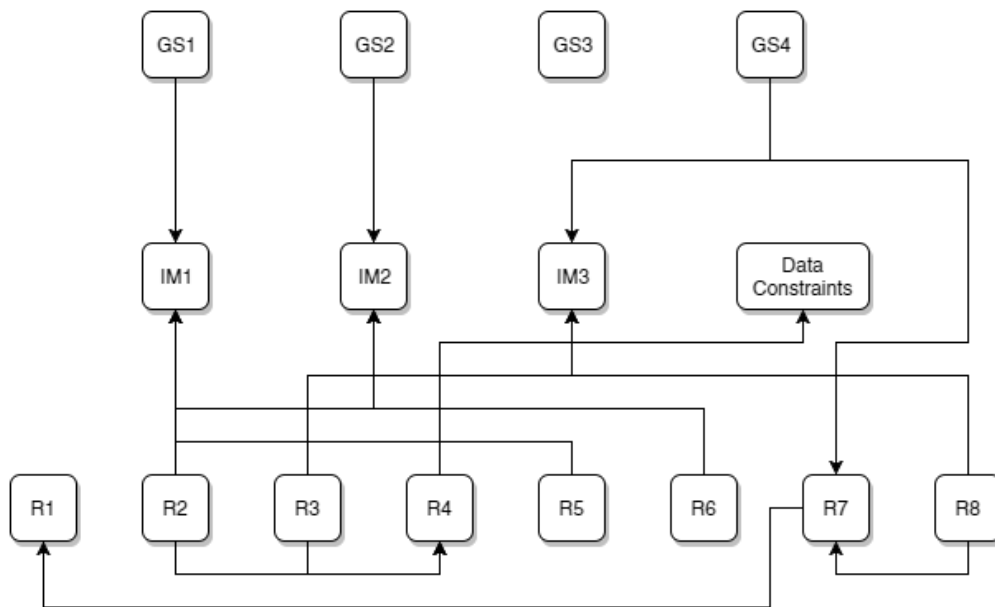 GS1
GS2
GS3
GS4
IM1
IM2
IM3
Data
Constraints
R1
R2
R3
R4
R5
R6
R7
R8